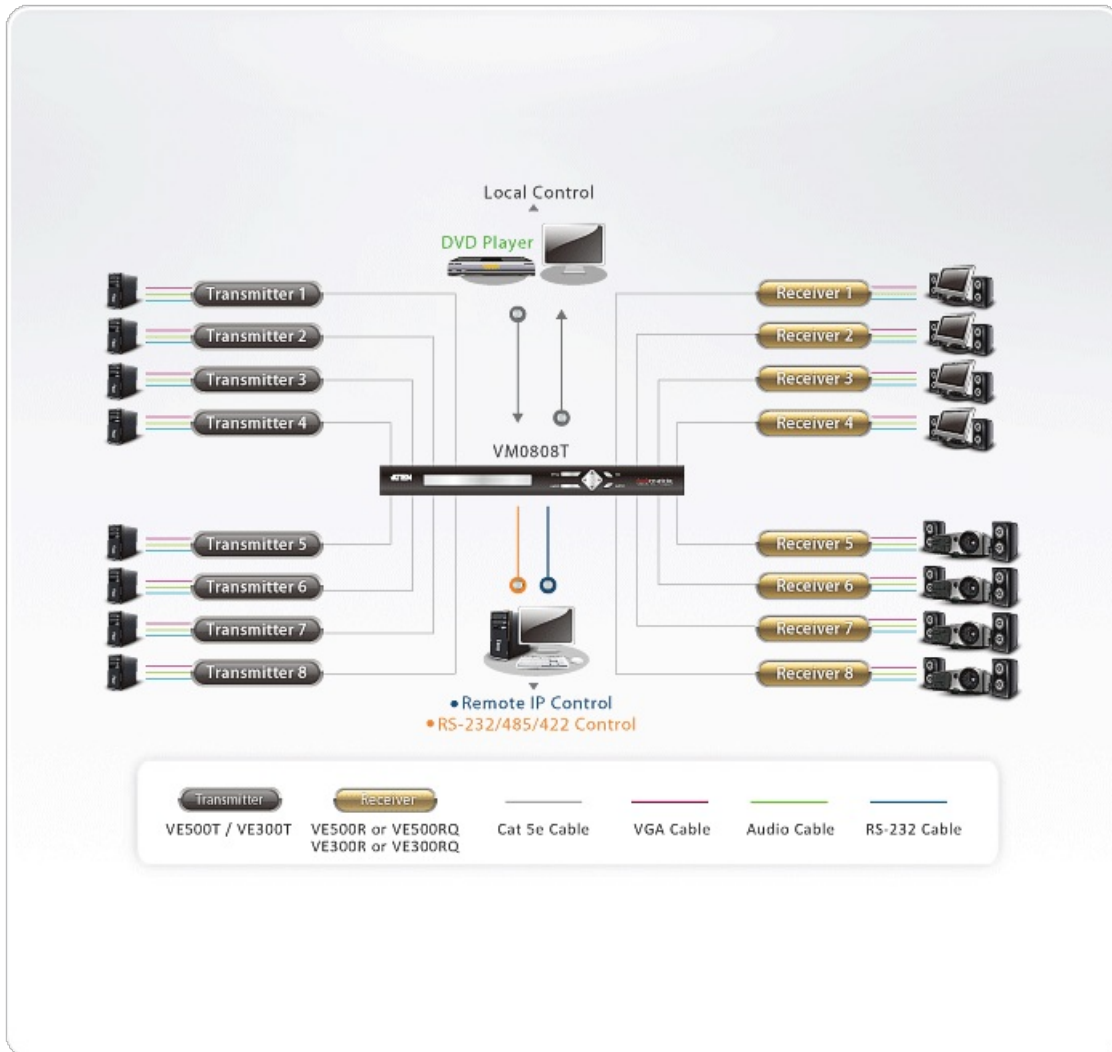 Local Control
DVD Player
Transmitter 1
Transmitter 2
Transmitter 3
Transmitter 4
Receiver 1
Receiver 2
Receiver 3
Receiver 4
VM0808T
ATEN
Transmitter 5
Transmitter 6
Transmitter 7
Transmitter 8
Receiver 5
Receiver 6
Receiver 7
Receiver 8
Remote IP Control
RS-232/485/422 Control
Transmitter
VE500T / VE300T
Receiver
VE500R or VE500RQ
VE300R or VE300RQ
Cat 5e Cable
VGA Cable
Audio Cable
RS-232 Cable